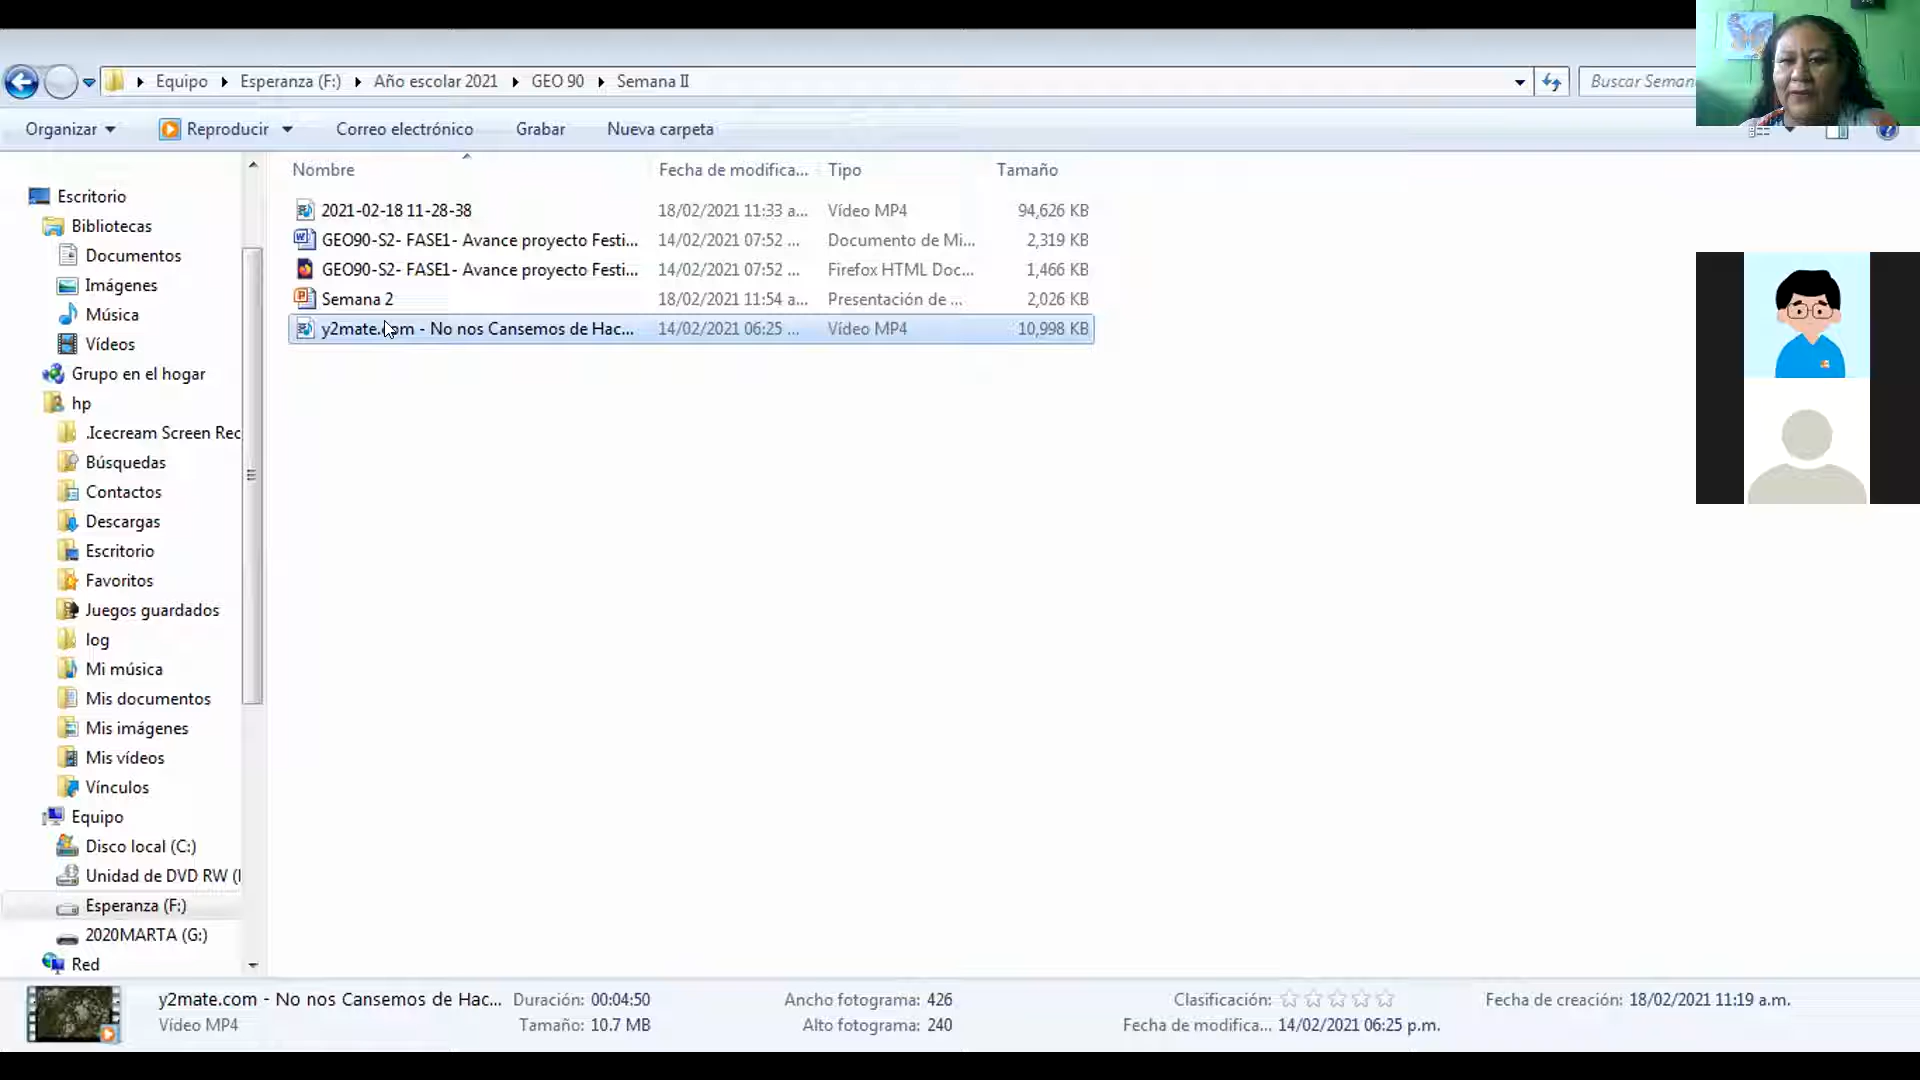 Equipo Esperanza (F:) Año escolar 2021 GEO 90 Semana II
Buscar Seman
Organizar Reproducir Correo electrónico Grabar Nueva carpeta
Nombre Fecha de modifica... Tipo Tamaño
2021-02-18 11-28-38 18/02/2021 11:33 a... Vídeo MP4 94,626 KB
GEO90-S2- FASE1- Avance proyecto Festi... 14/02/2021 07:52 ... Documento de Mi... 2,319 KB
GEO90-S2- FASE1- Avance proyecto Festi... 14/02/2021 07:52 ... Firefox HTML Doc... 1,466 KB
Semana 2 18/02/2021 11:54 a... Presentación de ... 2,026 KB
y2mate.com - No nos Cansemos de Hac... 14/02/2021 06:25 ... Vídeo MP4 10,998 KB
Escritorio
Bibliotecas
Documentos
Imágenes
Música
Vídeos
Grupo en el hogar
hp
.Icecream Screen Rec
Búsquedas
Contactos
Descargas
Escritorio
Favoritos
Juegos guardados
log
Mi música
Mis documentos
Mis imágenes
Mis vídeos
Vínculos
Equipo
Disco local (C:)
Unidad de DVD RW (
Esperanza (F:)
2020MARTA (G:)
Red
y2mate.com - No nos Cansemos de Hac... Duración: 00:04:50 Ancho fotograma: 426 Clasificación: Fecha de creación: 18/02/2021 11:19 a.m.
Vídeo MP4 Tamaño: 10.7 MB Alto fotograma: 240 Fecha de modifica... 14/02/2021 06:25 p.m.